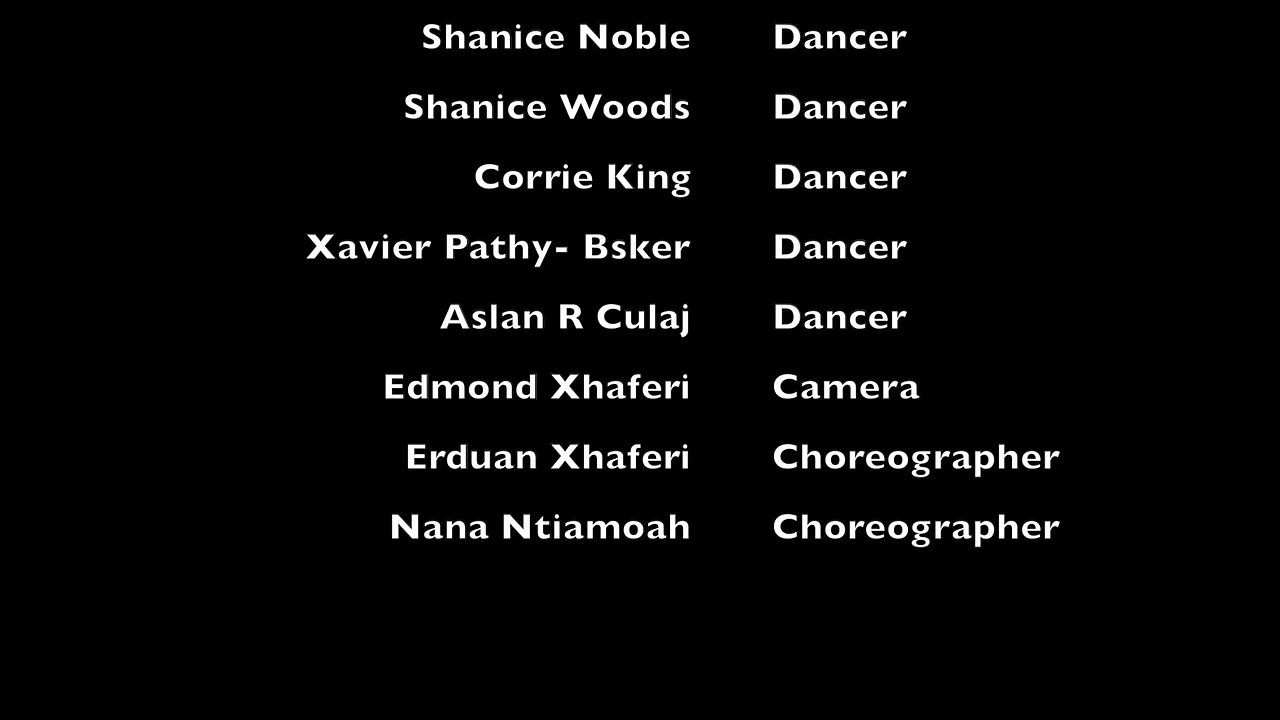 Shanice Noble Dancer
Shanice Woods Dancer
Corrie King Dancer
Xavier Pathy- Bsker Dancer
Aslan R Culaj Dancer
Edmond Xhaferi Camera
Erduan Xhaferi Choreographer
Nana Ntiamoah Choreographer